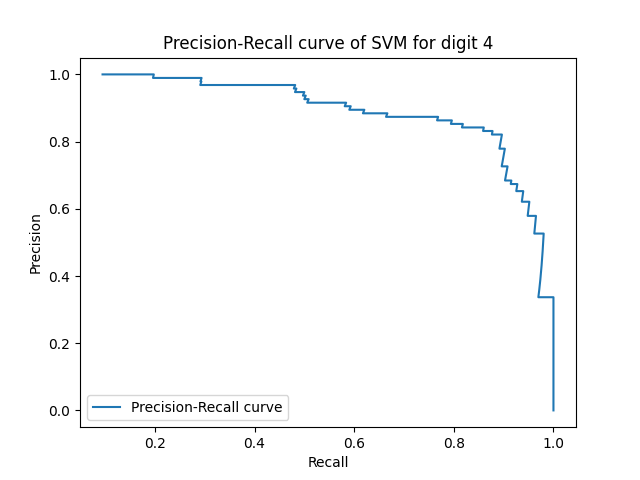 Precision-Recall curve of SVM for digit 4
1.0
0.8
0.6
0.4
0.2
0.0
Precision
Precision-Recall curve
0.2 0.4 0.6 0.8 1.0
Recall